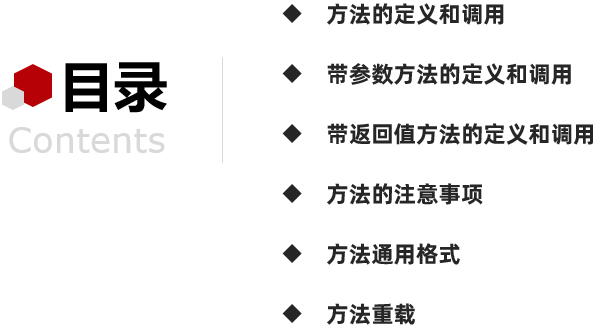 目录
Contents
方法的定义和调用
带参数方法的定义和调用
带返回值方法的定义和调用
方法的注意事项
方法通用格式
方法重载